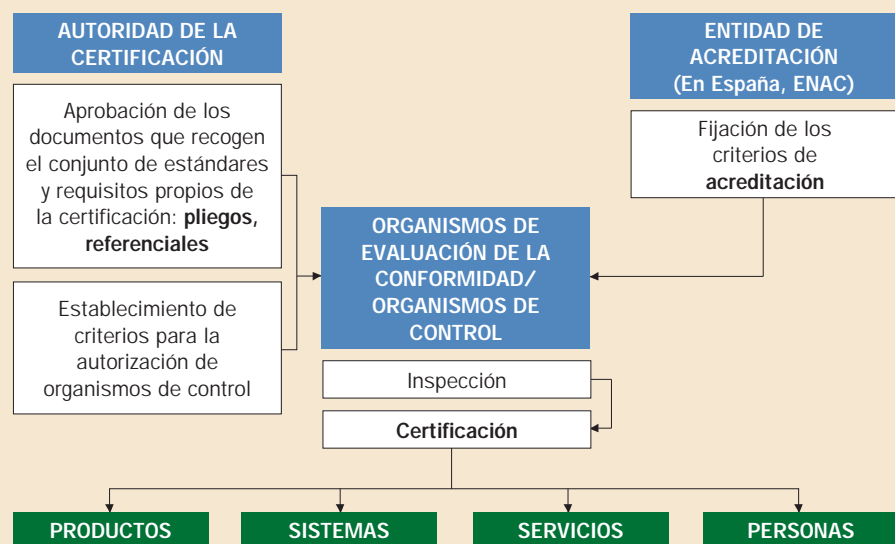 AUTORIDAD DE LA
CERTIFICACIÓN
Aprobación de los
documentos que recogen
el conjunto de estándares
y requisitos propios de
la certificación: pliegos,
referenciales
Establecimiento de
criterios para la
autorización de
organismos de control
ENTIDAD DE
ACREDITACIÓN
(En España, ENAC)
Fijación de los
criterios de
acreditación
ORGANISMOS DE
EVALUACIÓN DE LA
CONFORMIDAD/
ORGANISMOS DE
CONTROL
Inspección
Certificación
PRODUCTOS
SISTEMAS
SERVICIOS
PERSONAS